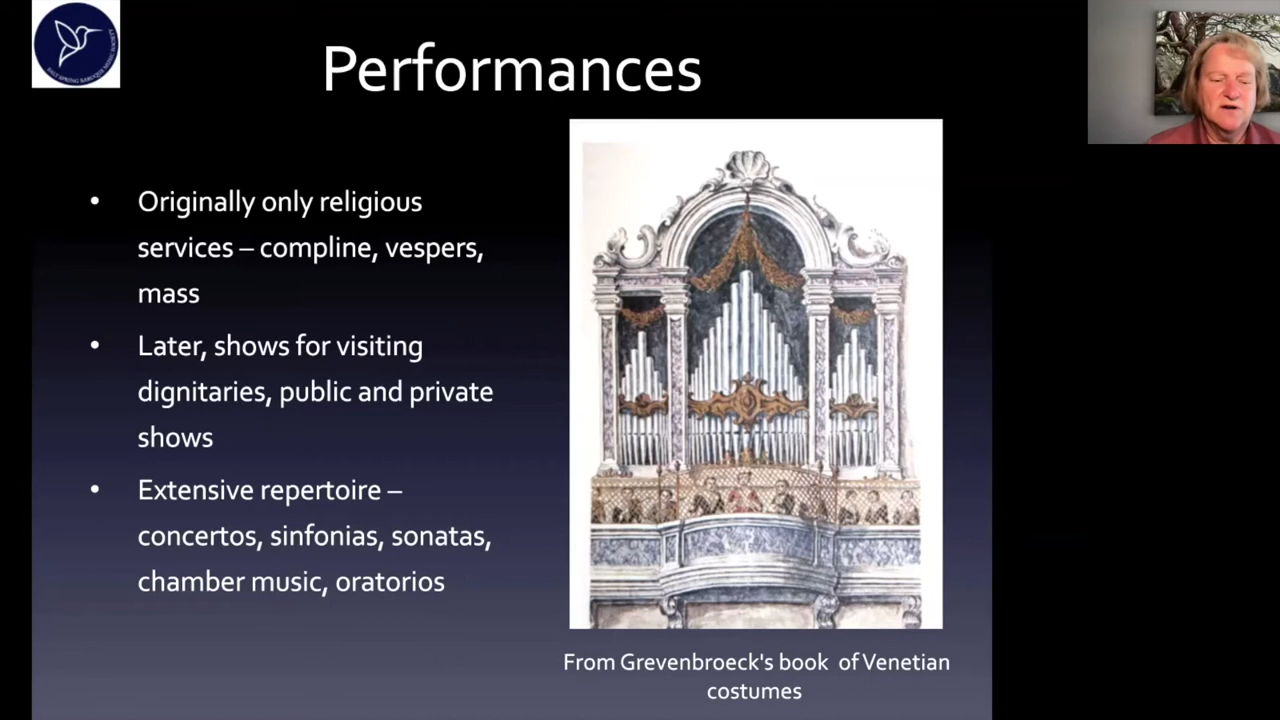 Performances
• Originally only religious
services – compline, vespers,
mass
• Later, shows for visiting
dignitaries, public and private
shows
• Extensive repertoire –
concertos, sinfonias, sonatas,
chamber music, oratorios
From Grevenbroeck's book of Venetian
costumes